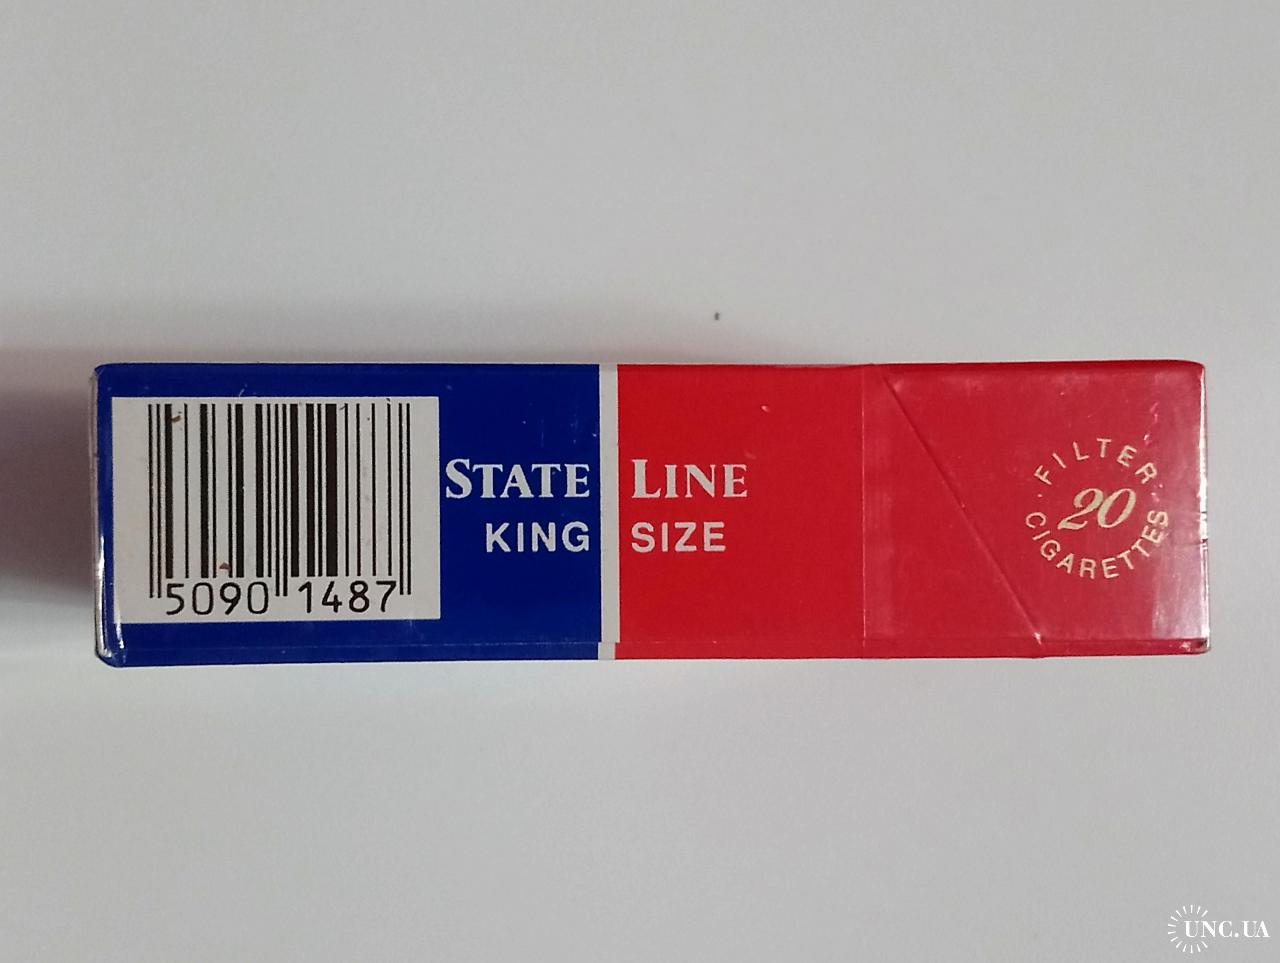 STATE LINE
KING SIZE
5090 1487
· FILTER ·
20
CIGARETTES
UNC.UA